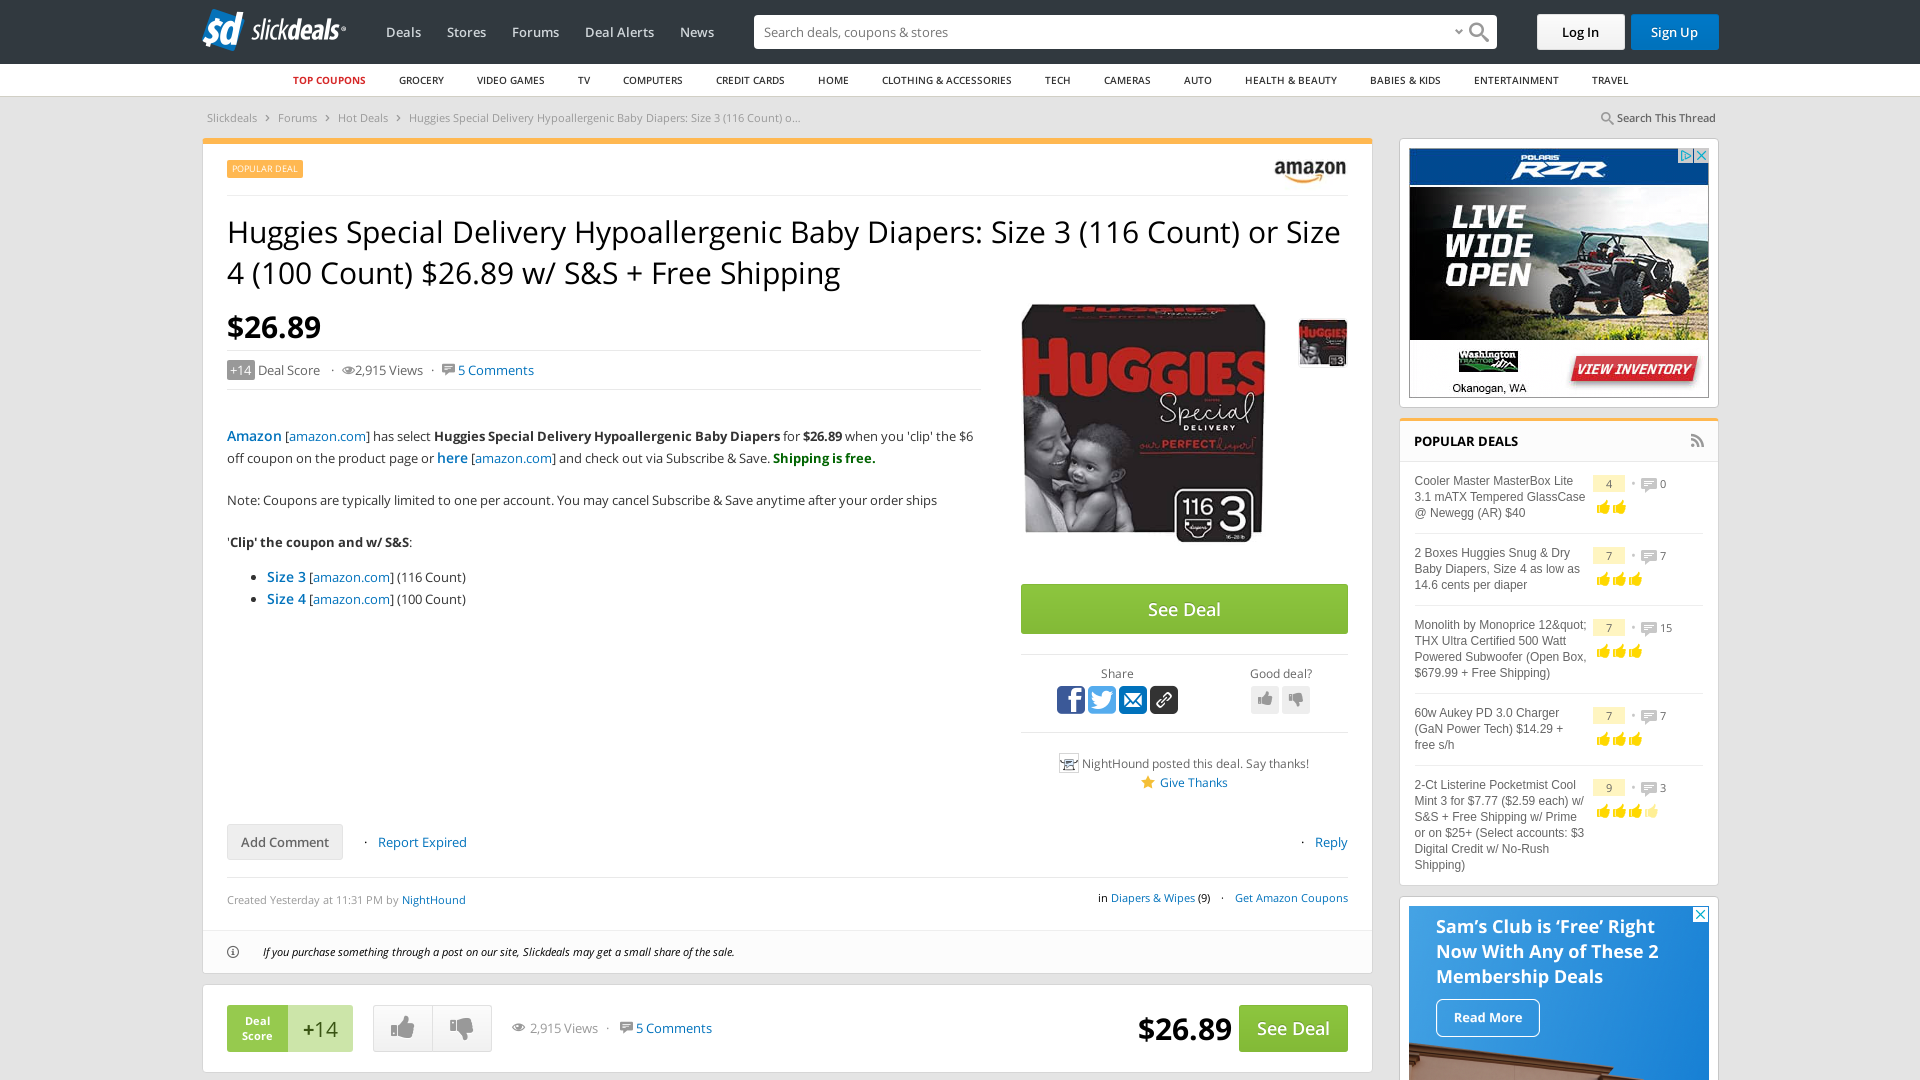 slickdeals
Deals Stores Forums Deal Alerts News
Search deals, coupons & stores
Log In
Sign Up
TOP COUPONS GROCERY VIDEO GAMES TV COMPUTERS CREDIT CARDS HOME CLOTHING & ACCESSORIES TECH CAMERAS AUTO HEALTH & BEAUTY BABIES & KIDS ENTERTAINMENT TRAVEL
Slickdeals › Forums › Hot Deals › Huggies Special Delivery Hypoallergenic Baby Diapers: Size 3 (116 Count) o...
Search This Thread
POPULAR DEAL
amazon
Huggies Special Delivery Hypoallergenic Baby Diapers: Size 3 (116 Count) or Size
4 (100 Count) $26.89 w/ S&S + Free Shipping
$26.89
+14 Deal Score · 2,915 Views · 5 Comments
Amazon [amazon.com] has select Huggies Special Delivery Hypoallergenic Baby Diapers for $26.89 when you 'clip' the $6
off coupon on the product page or here [amazon.com] and check out via Subscribe & Save. Shipping is free.
Note: Coupons are typically limited to one per account. You may cancel Subscribe & Save anytime after your order ships
'Clip' the coupon and w/ S&S:
• Size 3 [amazon.com] (116 Count)
• Size 4 [amazon.com] (100 Count)
HUGGIES
Special
DELIVERY
our PERFECT diaper!
116
3
See Deal
Share
Good deal?
NightHound posted this deal. Say thanks!
Give Thanks
Add Comment · Report Expired
· Reply
Created Yesterday at 11:31 PM by NightHound
in Diapers & Wipes (9) · Get Amazon Coupons
If you purchase something through a post on our site, Slickdeals may get a small share of the sale.
Deal
Score
+14
2,915 Views · 5 Comments
$26.89
See Deal
POLARIS
RZR
LIVE
WIDE
OPEN
Washington
TRACTOR
Okanogan, WA
VIEW INVENTORY
POPULAR DEALS
Cooler Master MasterBox Lite
3.1 mATX Tempered GlassCase
@ Newegg (AR) $40
4 • 0
2 Boxes Huggies Snug & Dry
Baby Diapers, Size 4 as low as
14.6 cents per diaper
7 • 7
Monolith by Monoprice 12&quot;
THX Ultra Certified 500 Watt
Powered Subwoofer (Open Box,
$679.99 + Free Shipping)
7 • 15
60w Aukey PD 3.0 Charger
(GaN Power Tech) $14.29 +
free s/h
7 • 7
2-Ct Listerine Pocketmist Cool
Mint 3 for $7.77 ($2.59 each) w/
S&S + Free Shipping w/ Prime
or on $25+ (Select accounts: $3
Digital Credit w/ No-Rush
Shipping)
9 • 3
Sam's Club is ‘Free’ Right
Now With Any of These 2
Membership Deals
Read More